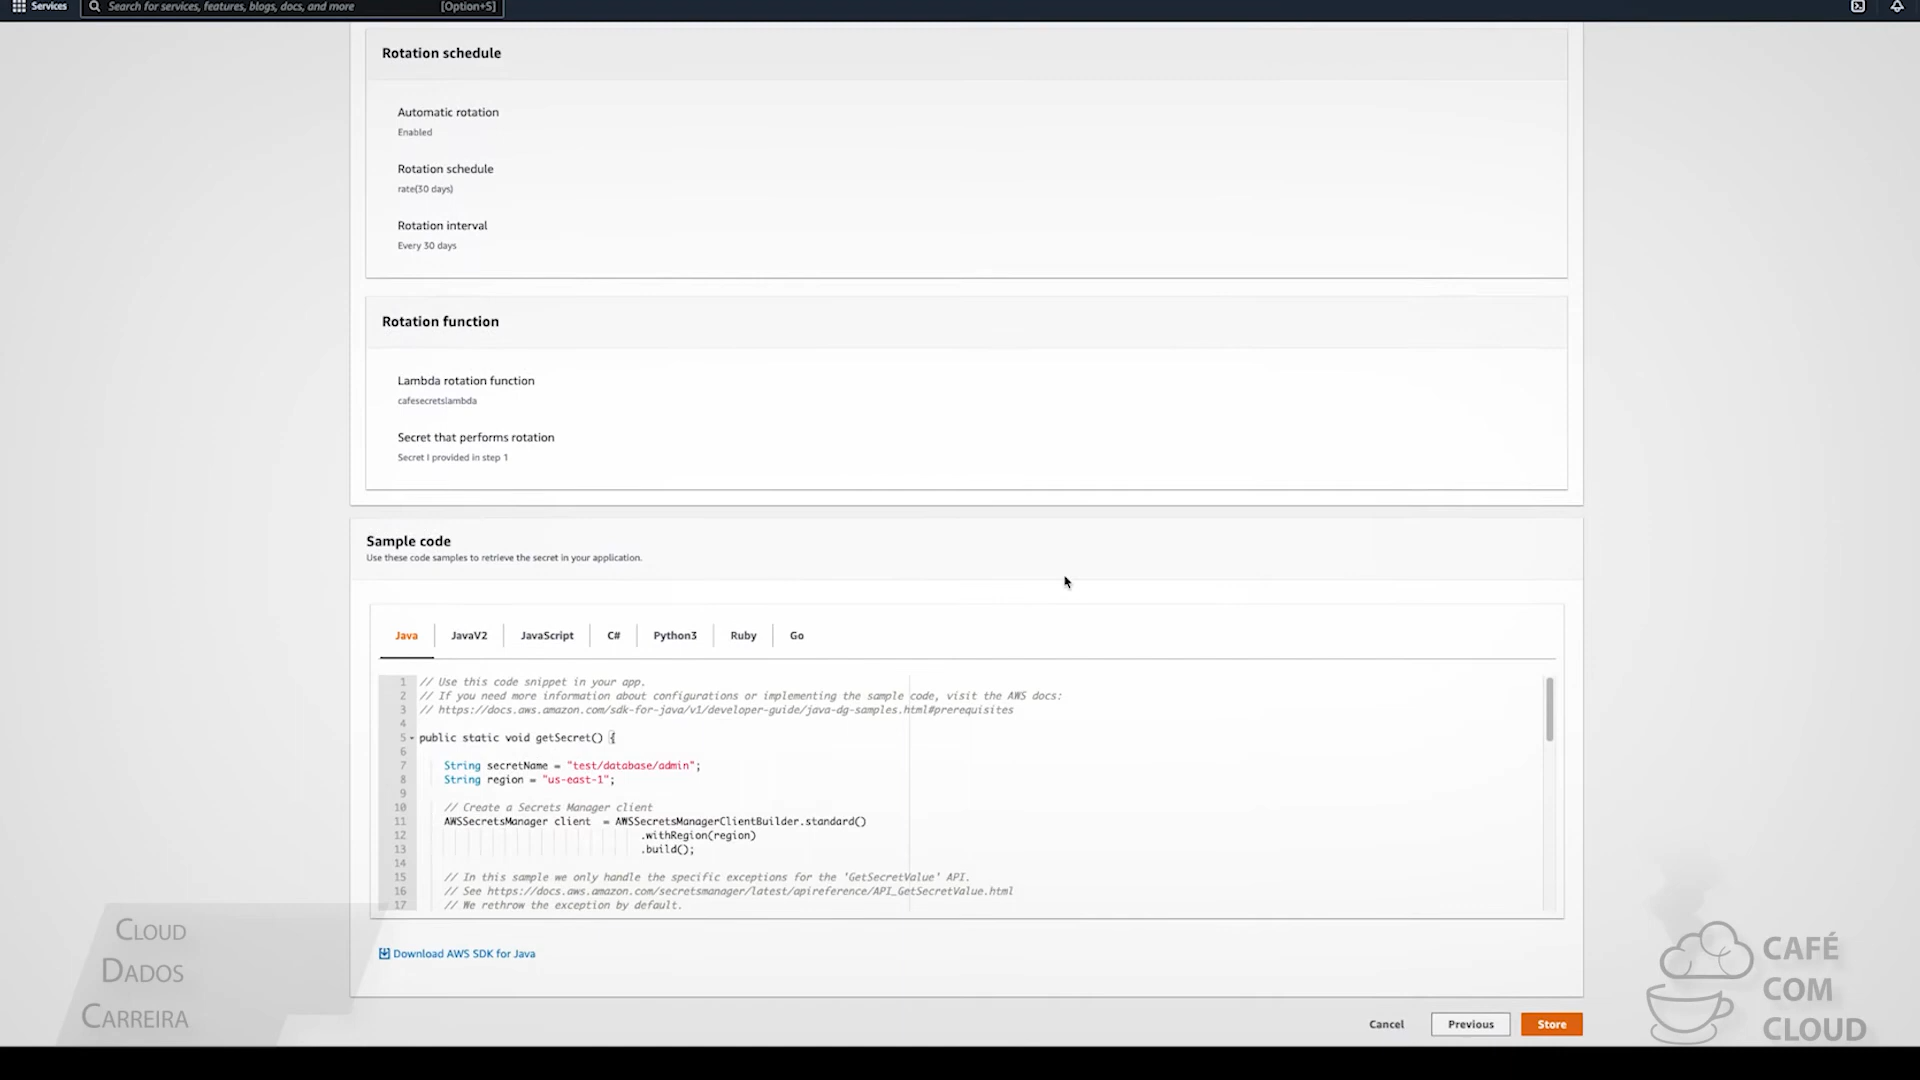 Services
Search for services, features, blogs, docs, and more
[Option+S]
Rotation schedule
Automatic rotation
Enabled
Rotation schedule
rate(30 days)
Rotation interval
Every 30 days
Rotation function
Lambda rotation function
cafesecretslambda
Secret that performs rotation
Secret I provided in step 1
Sample code
Use these code samples to retrieve the secret in your application.
Java JavaV2 JavaScript C# Python3 Ruby Go
1 // Use this code snippet in your app.
2 // If you need more information about configurations or implementing the sample code, visit the AWS docs:
3 // https://docs.aws.amazon.com/sdk-for-java/v1/developer-guide/java-dg-samples.html#prerequisites
4
5 public static void getSecret() {
6
7 String secretName = "test/database/admin";
8 String region = "us-east-1";
9
10 // Create a Secrets Manager client
11 AWSSecretsManager client = AWSSecretsManagerClientBuilder.standard()
12 .withRegion(region)
13 .build();
14
15 // In this sample we only handle the specific exceptions for the 'GetSecretValue' API.
16 // See https://docs.aws.amazon.com/secretsmanager/latest/apireference/API_GetSecretValue.html
17 // We rethrow the exception by default.
Download AWS SDK for Java
Cancel Previous Store
CLOUD
DADOS
CARREIRA
CAFÉ
COM
CLOUD